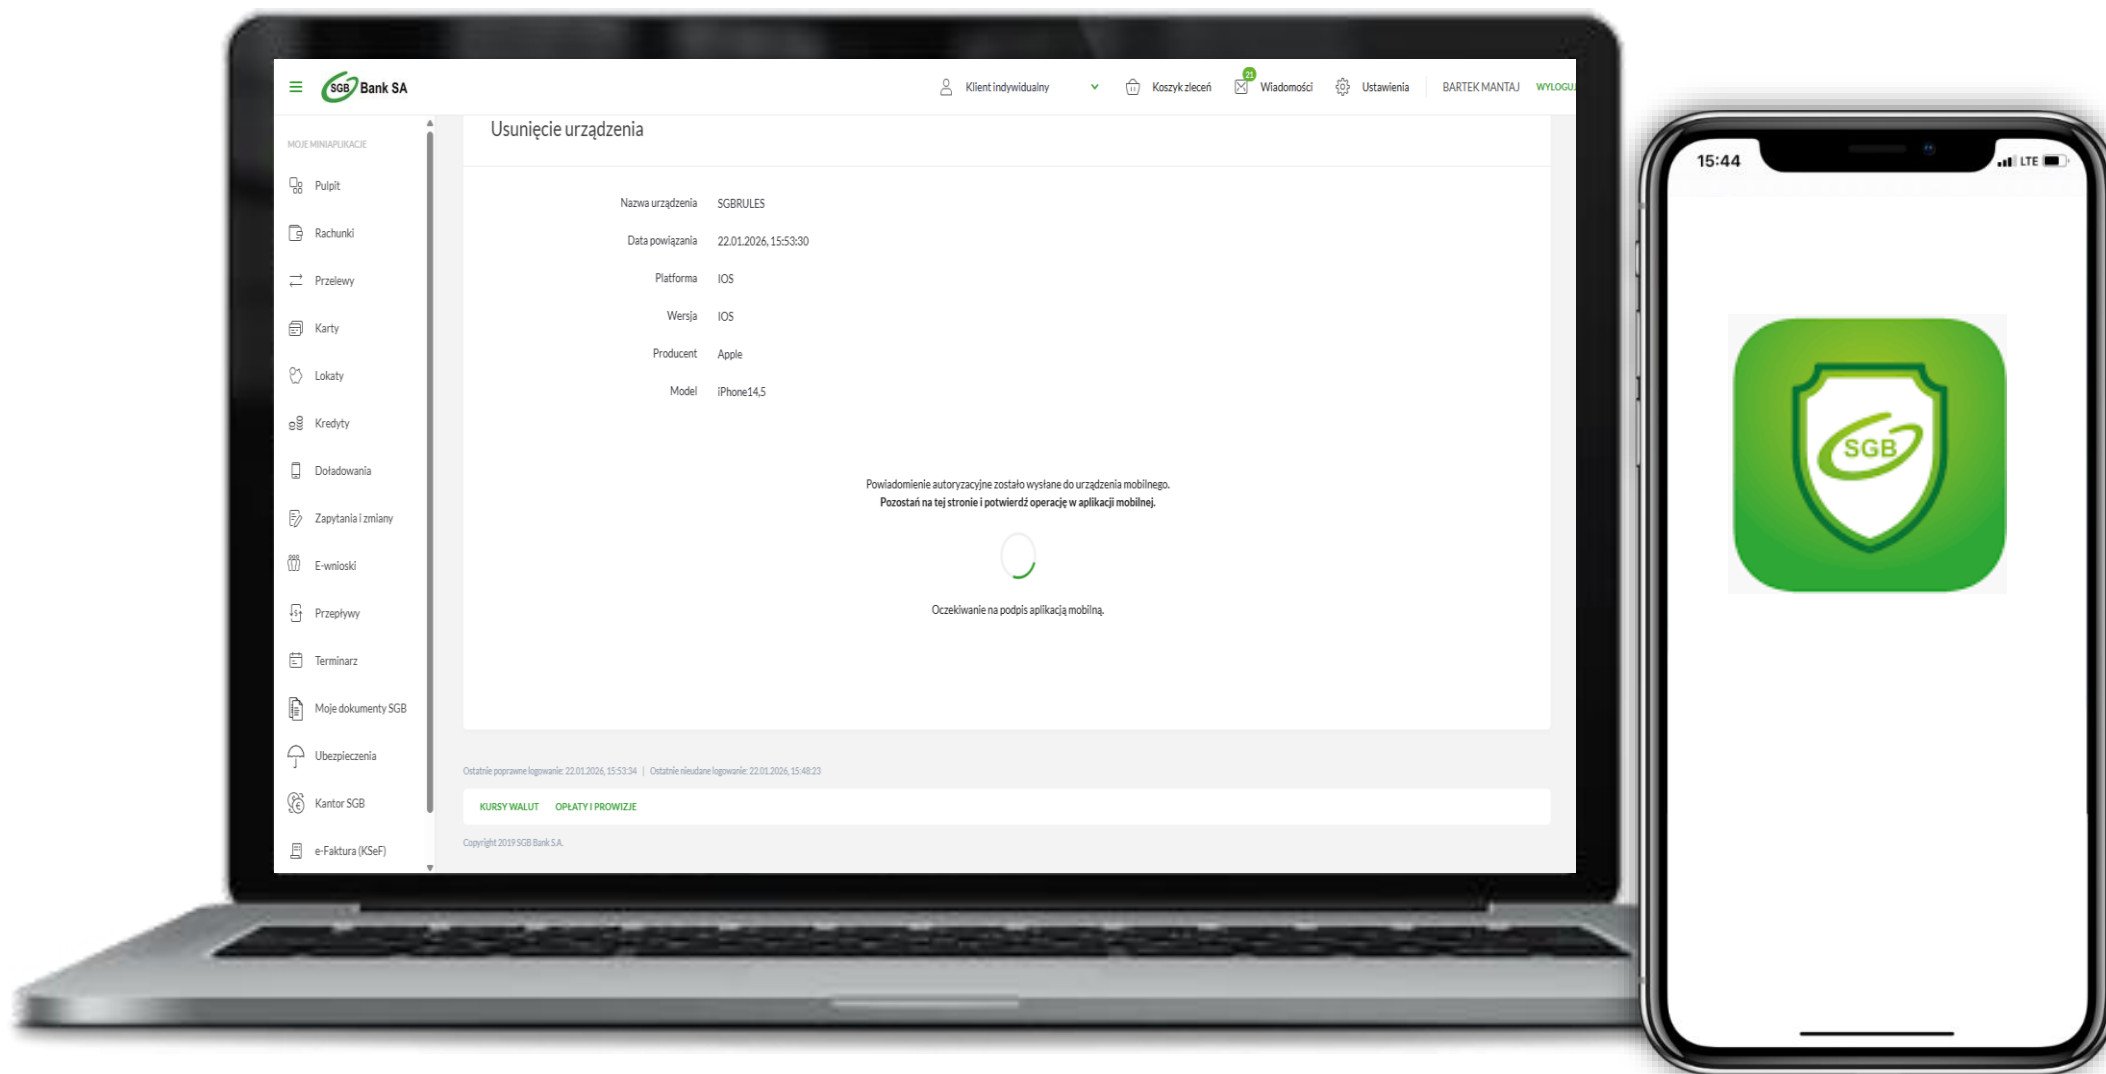 SGB Bank SA
Klient indywidualny
Koszyk zleceń
21
Wiadomości
Ustawienia
BARTEK MANTAJ
WYLOGUJ
MOJE MINIAPLIKACJE
Pulpit
Rachunki
Przelewy
Karty
Lokaty
Kredyty
Doładowania
Zapytania i zmiany
E-wnioski
Przepływy
Terminarz
Moje dokumenty SGB
Ubezpieczenia
Kantor SGB
e-Faktura (KSeF)
Usunięcie urządzenia
Nazwa urządzenia SGBRULES
Data powiązania 22.01.2026, 15:53:30
Platforma IOS
Wersja IOS
Producent Apple
Model iPhone14,5
Powiadomienie autoryzacyjne zostało wysłane do urządzenia mobilnego.
Pozostań na tej stronie i potwierdź operację w aplikacji mobilnej.
Oczekiwanie na podpis aplikacją mobilną.
Ostatnie poprawne logowanie: 22.01.2026, 15:53:34 | Ostatnie nieudane logowanie: 22.01.2026, 15:48:23
KURSY WALUT OPŁATY I PROWIZJE
Copyright 2019 SGB Bank S.A.
15:44
LTE
SGB